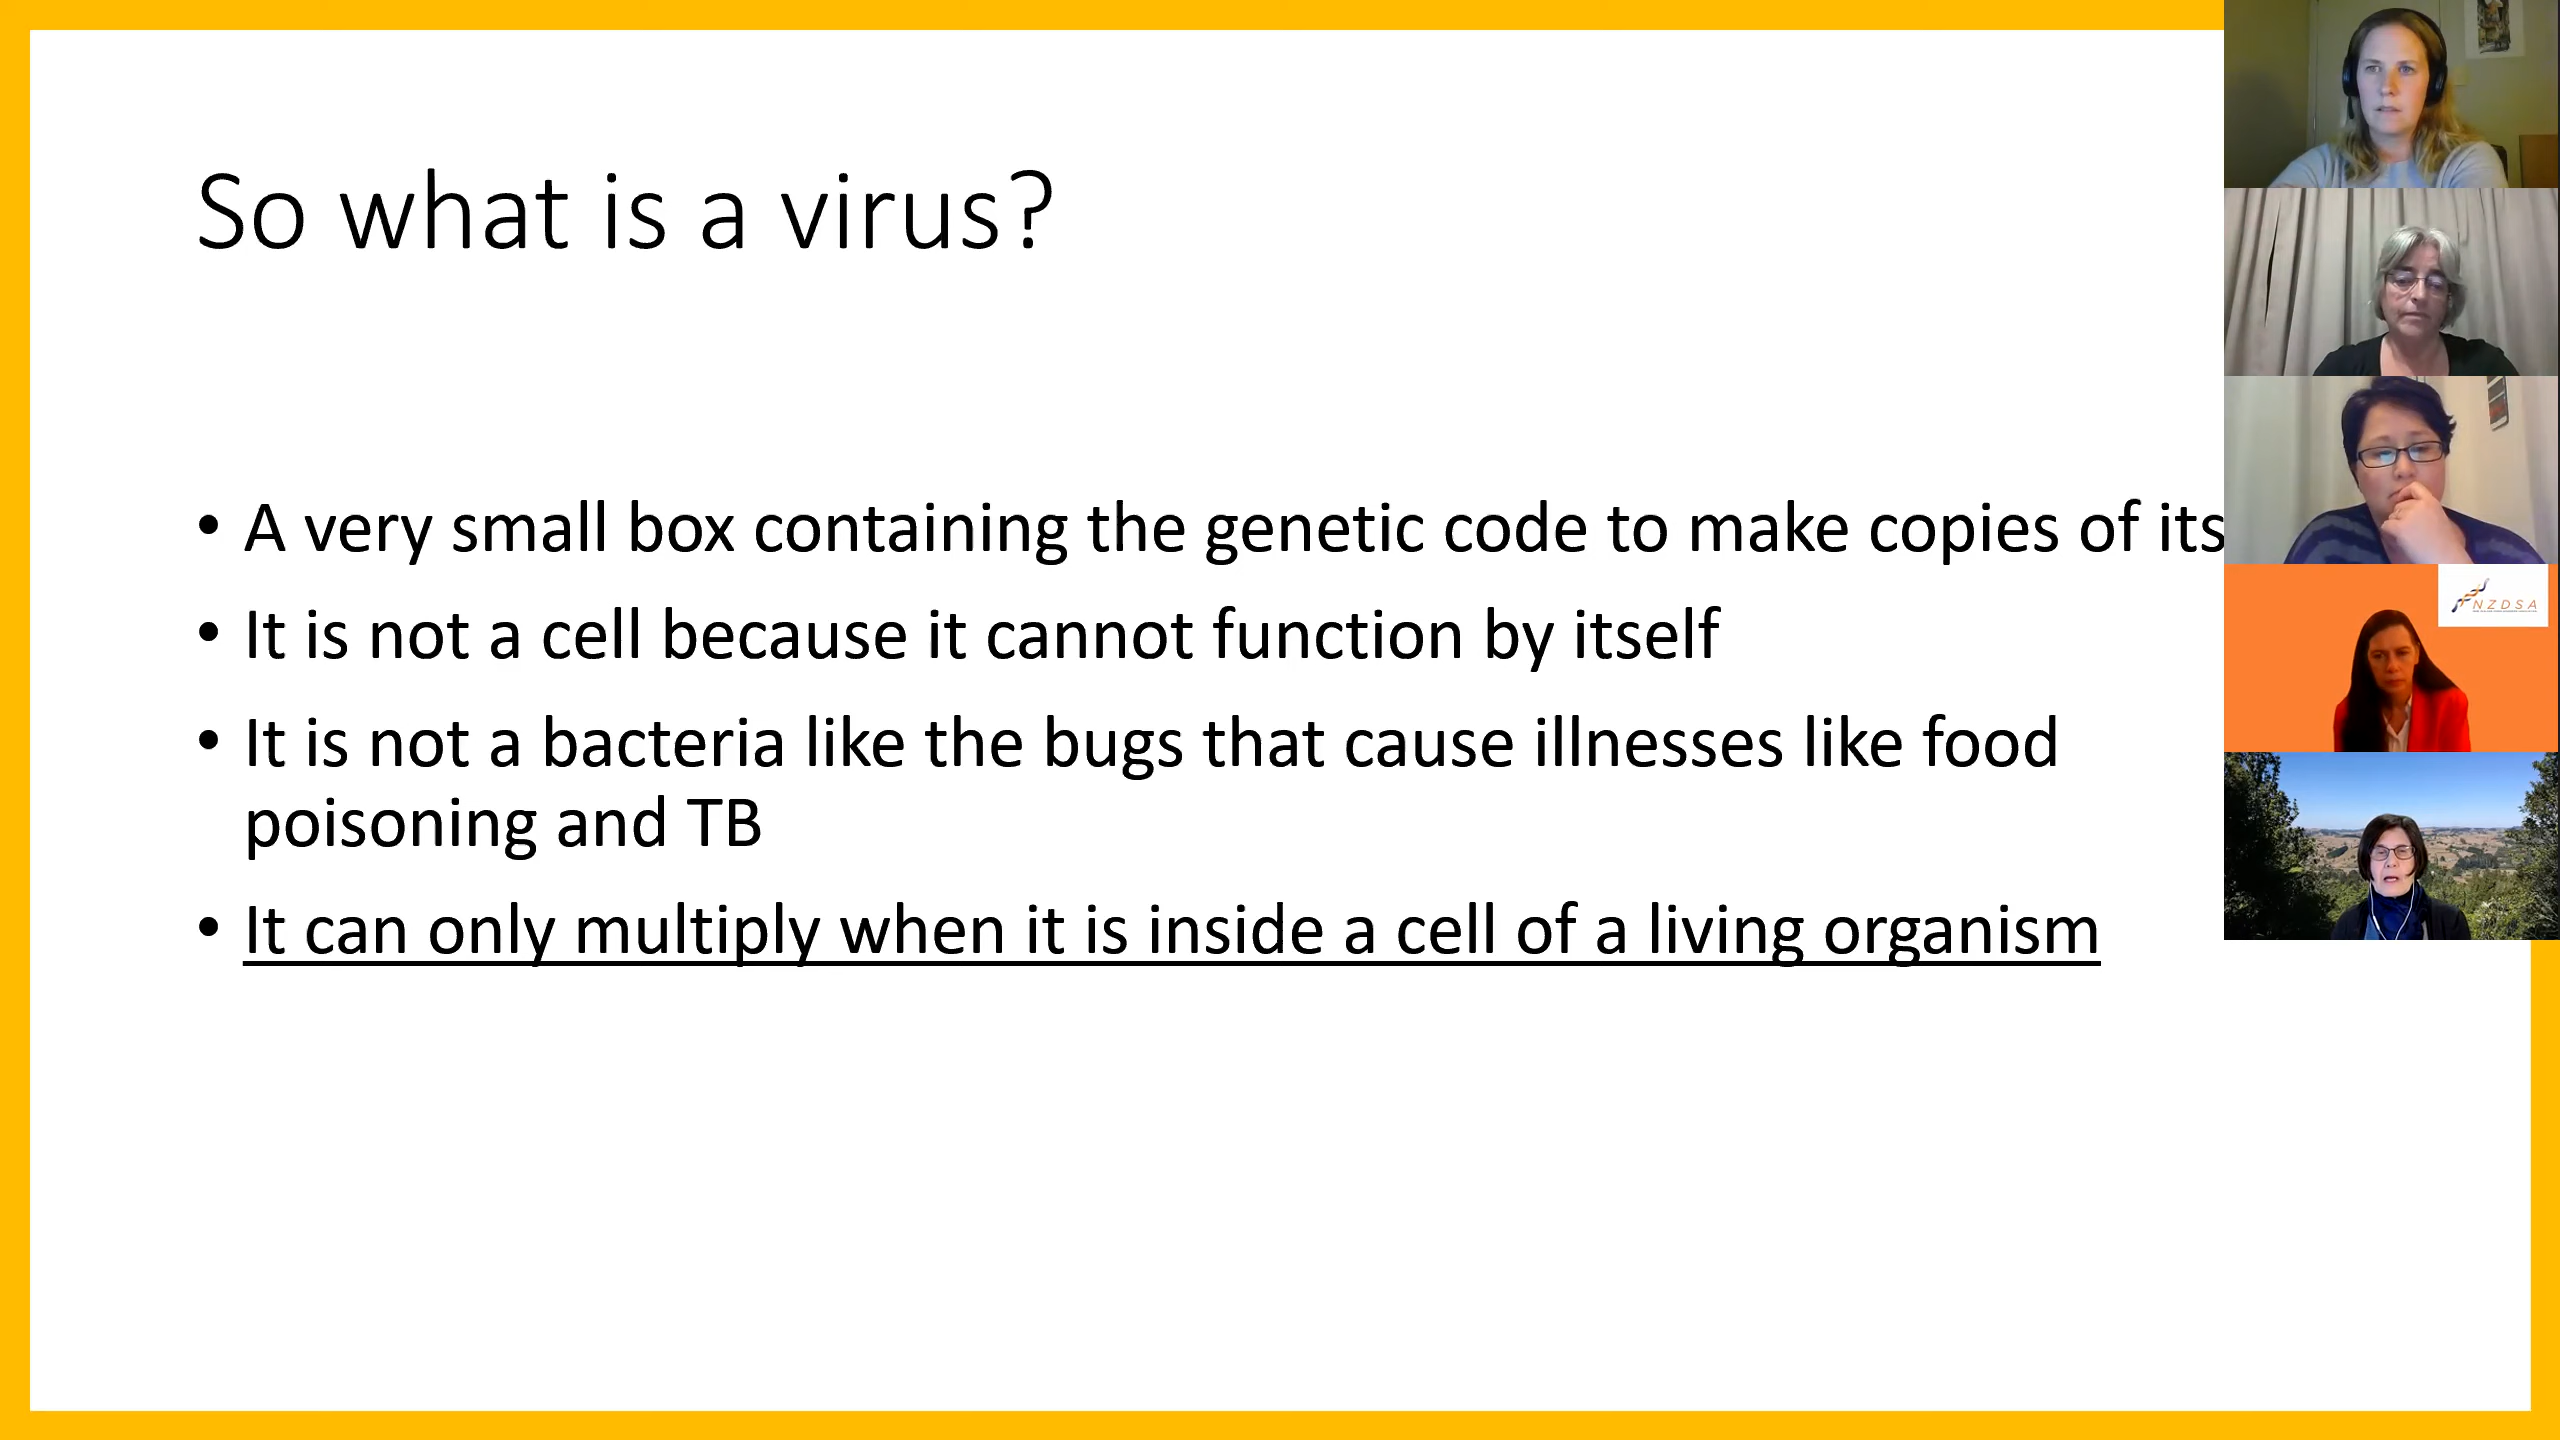 So what is a virus?
• A very small box containing the genetic code to make copies of its
• It is not a cell because it cannot function by itself
• It is not a bacteria like the bugs that cause illnesses like food
poisoning and TB
• It can only multiply when it is inside a cell of a living organism
NZDSA